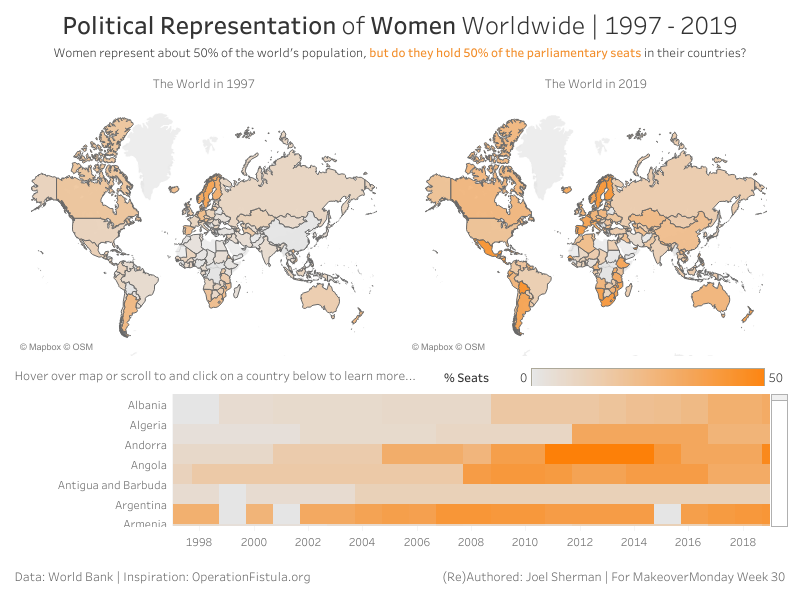 Political Representation of Women Worldwide | 1997 - 2019
Women represent about 50% of the world's population, but do they hold 50% of the parliamentary seats in their countries?
The World in 1997
The World in 2019
© Mapbox © OSM
© Mapbox © OSM
Hover over map or scroll to and click on a country below to learn more...
% Seats
0
50
Albania
Algeria
Andorra
Angola
Antigua and Barbuda
Argentina
Armenia
1998 2000 2002 2004 2006 2008 2010 2012 2014 2016 2018
Data: World Bank | Inspiration: OperationFistula.org
(Re)Authored: Joel Sherman | For MakeoverMonday Week 30